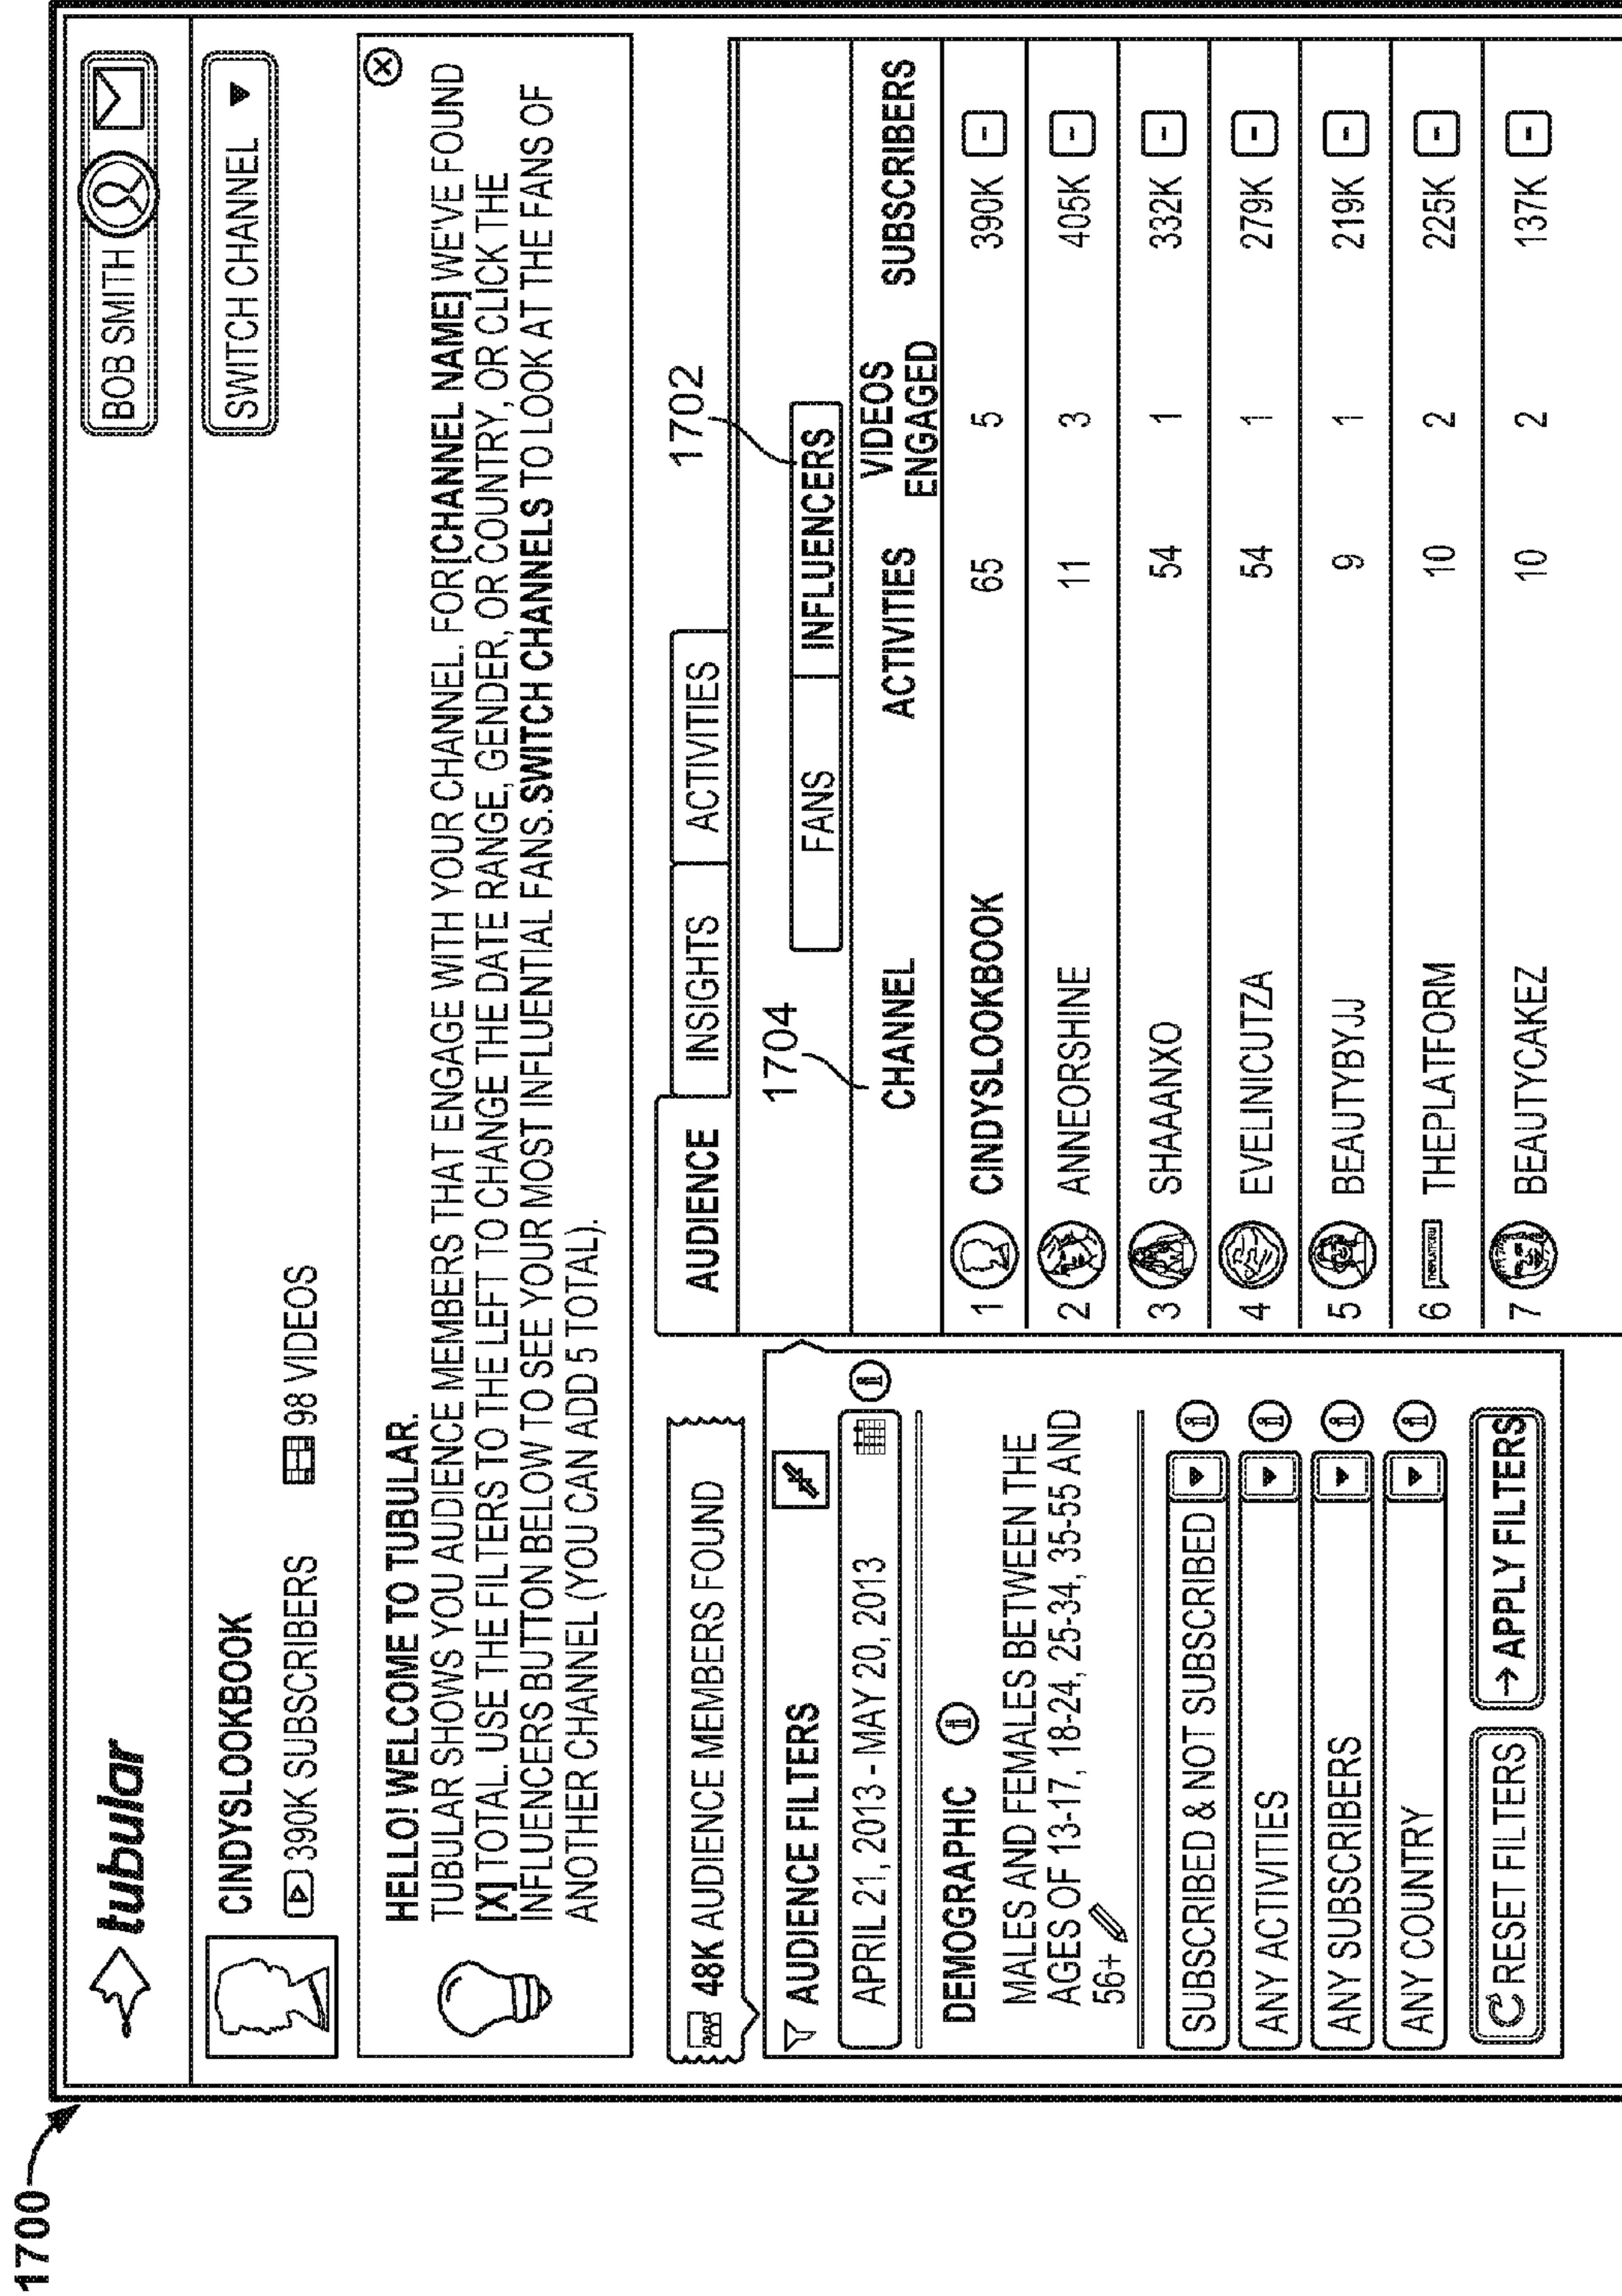 1700
tubular
BOB SMITH
CINDYSLOOKBOOK
SWITCH CHANNEL
390K SUBSCRIBERS 98 VIDEOS
HELLO! WELCOME TO TUBULAR.
TUBULAR SHOWS YOU AUDIENCE MEMBERS THAT ENGAGE WITH YOUR CHANNEL. FOR[CHANNEL NAME] WE'VE FOUND
[X] TOTAL. USE THE FILTERS TO THE LEFT TO CHANGE THE DATE RANGE, GENDER, OR COUNTRY, OR CLICK THE
INFLUENCERS BUTTON BELOW TO SEE YOUR MOST INFLUENTIAL FANS.SWITCH CHANNELS TO LOOK AT THE FANS OF
ANOTHER CHANNEL (YOU CAN ADD 5 TOTAL).
48K AUDIENCE MEMBERS FOUND
AUDIENCE FILTERS
APRIL 21, 2013 - MAY 20, 2013
DEMOGRAPHIC
MALES AND FEMALES BETWEEN THE
AGES OF 13-17, 18-24, 25-34, 35-55 AND
56+
SUBSCRIBED & NOT SUBSCRIBED
ANY ACTIVITIES
ANY SUBSCRIBERS
ANY COUNTRY
RESET FILTERS → APPLY FILTERS
AUDIENCE INSIGHTS ACTIVITIES
1702
1704
FANS INFLUENCERS
CHANNEL ACTIVITIES VIDEOS ENGAGED SUBSCRIBERS
1 CINDYSLOOKBOOK 65 5 390K -
2 ANNEORSHINE 11 3 405K -
3 SHAAANXO 54 1 332K -
4 EVELINICUTZA 54 1 279K -
5 BEAUTYBYJJ 9 1 219K -
6 THEPLATFORM THEPLATFORM 10 2 225K -
7 BEAUTYCAKEZ 10 2 137K -